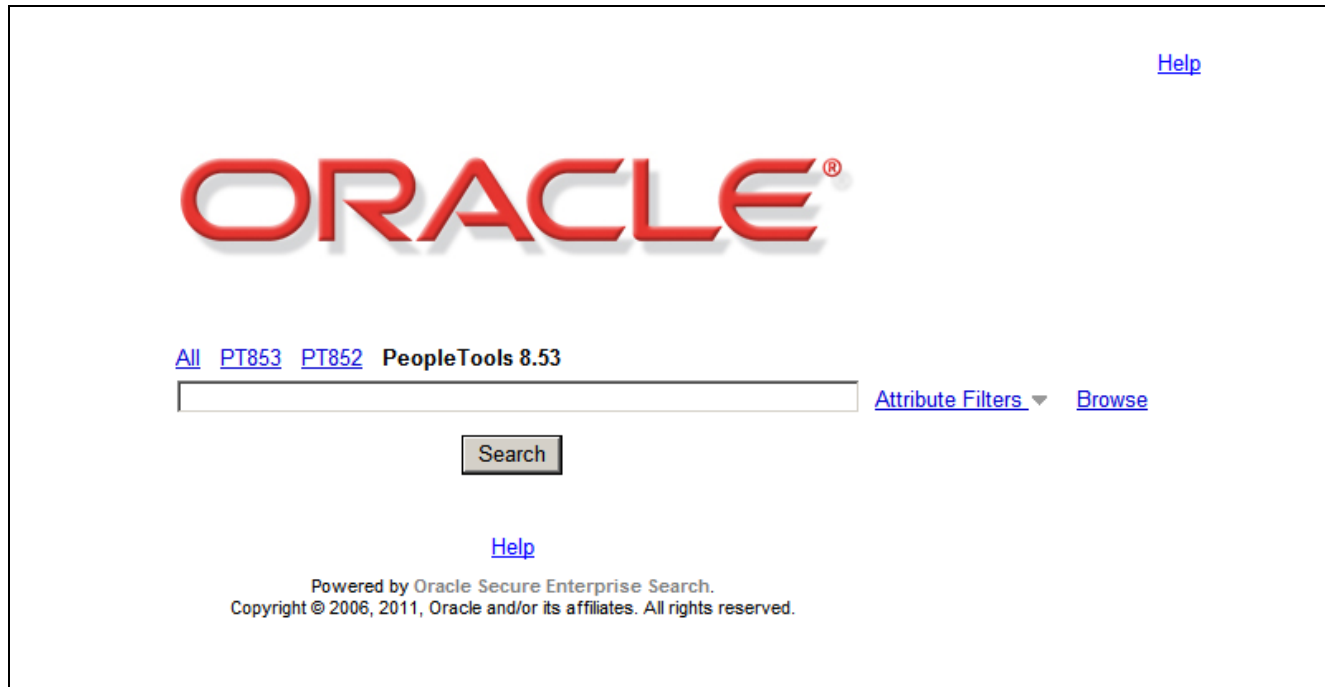 Help
ORACLE®
All PT853 PT852 PeopleTools 8.53
Attribute Filters Browse
Search
Help
Powered by Oracle Secure Enterprise Search.
Copyright © 2006, 2011, Oracle and/or its affiliates. All rights reserved.